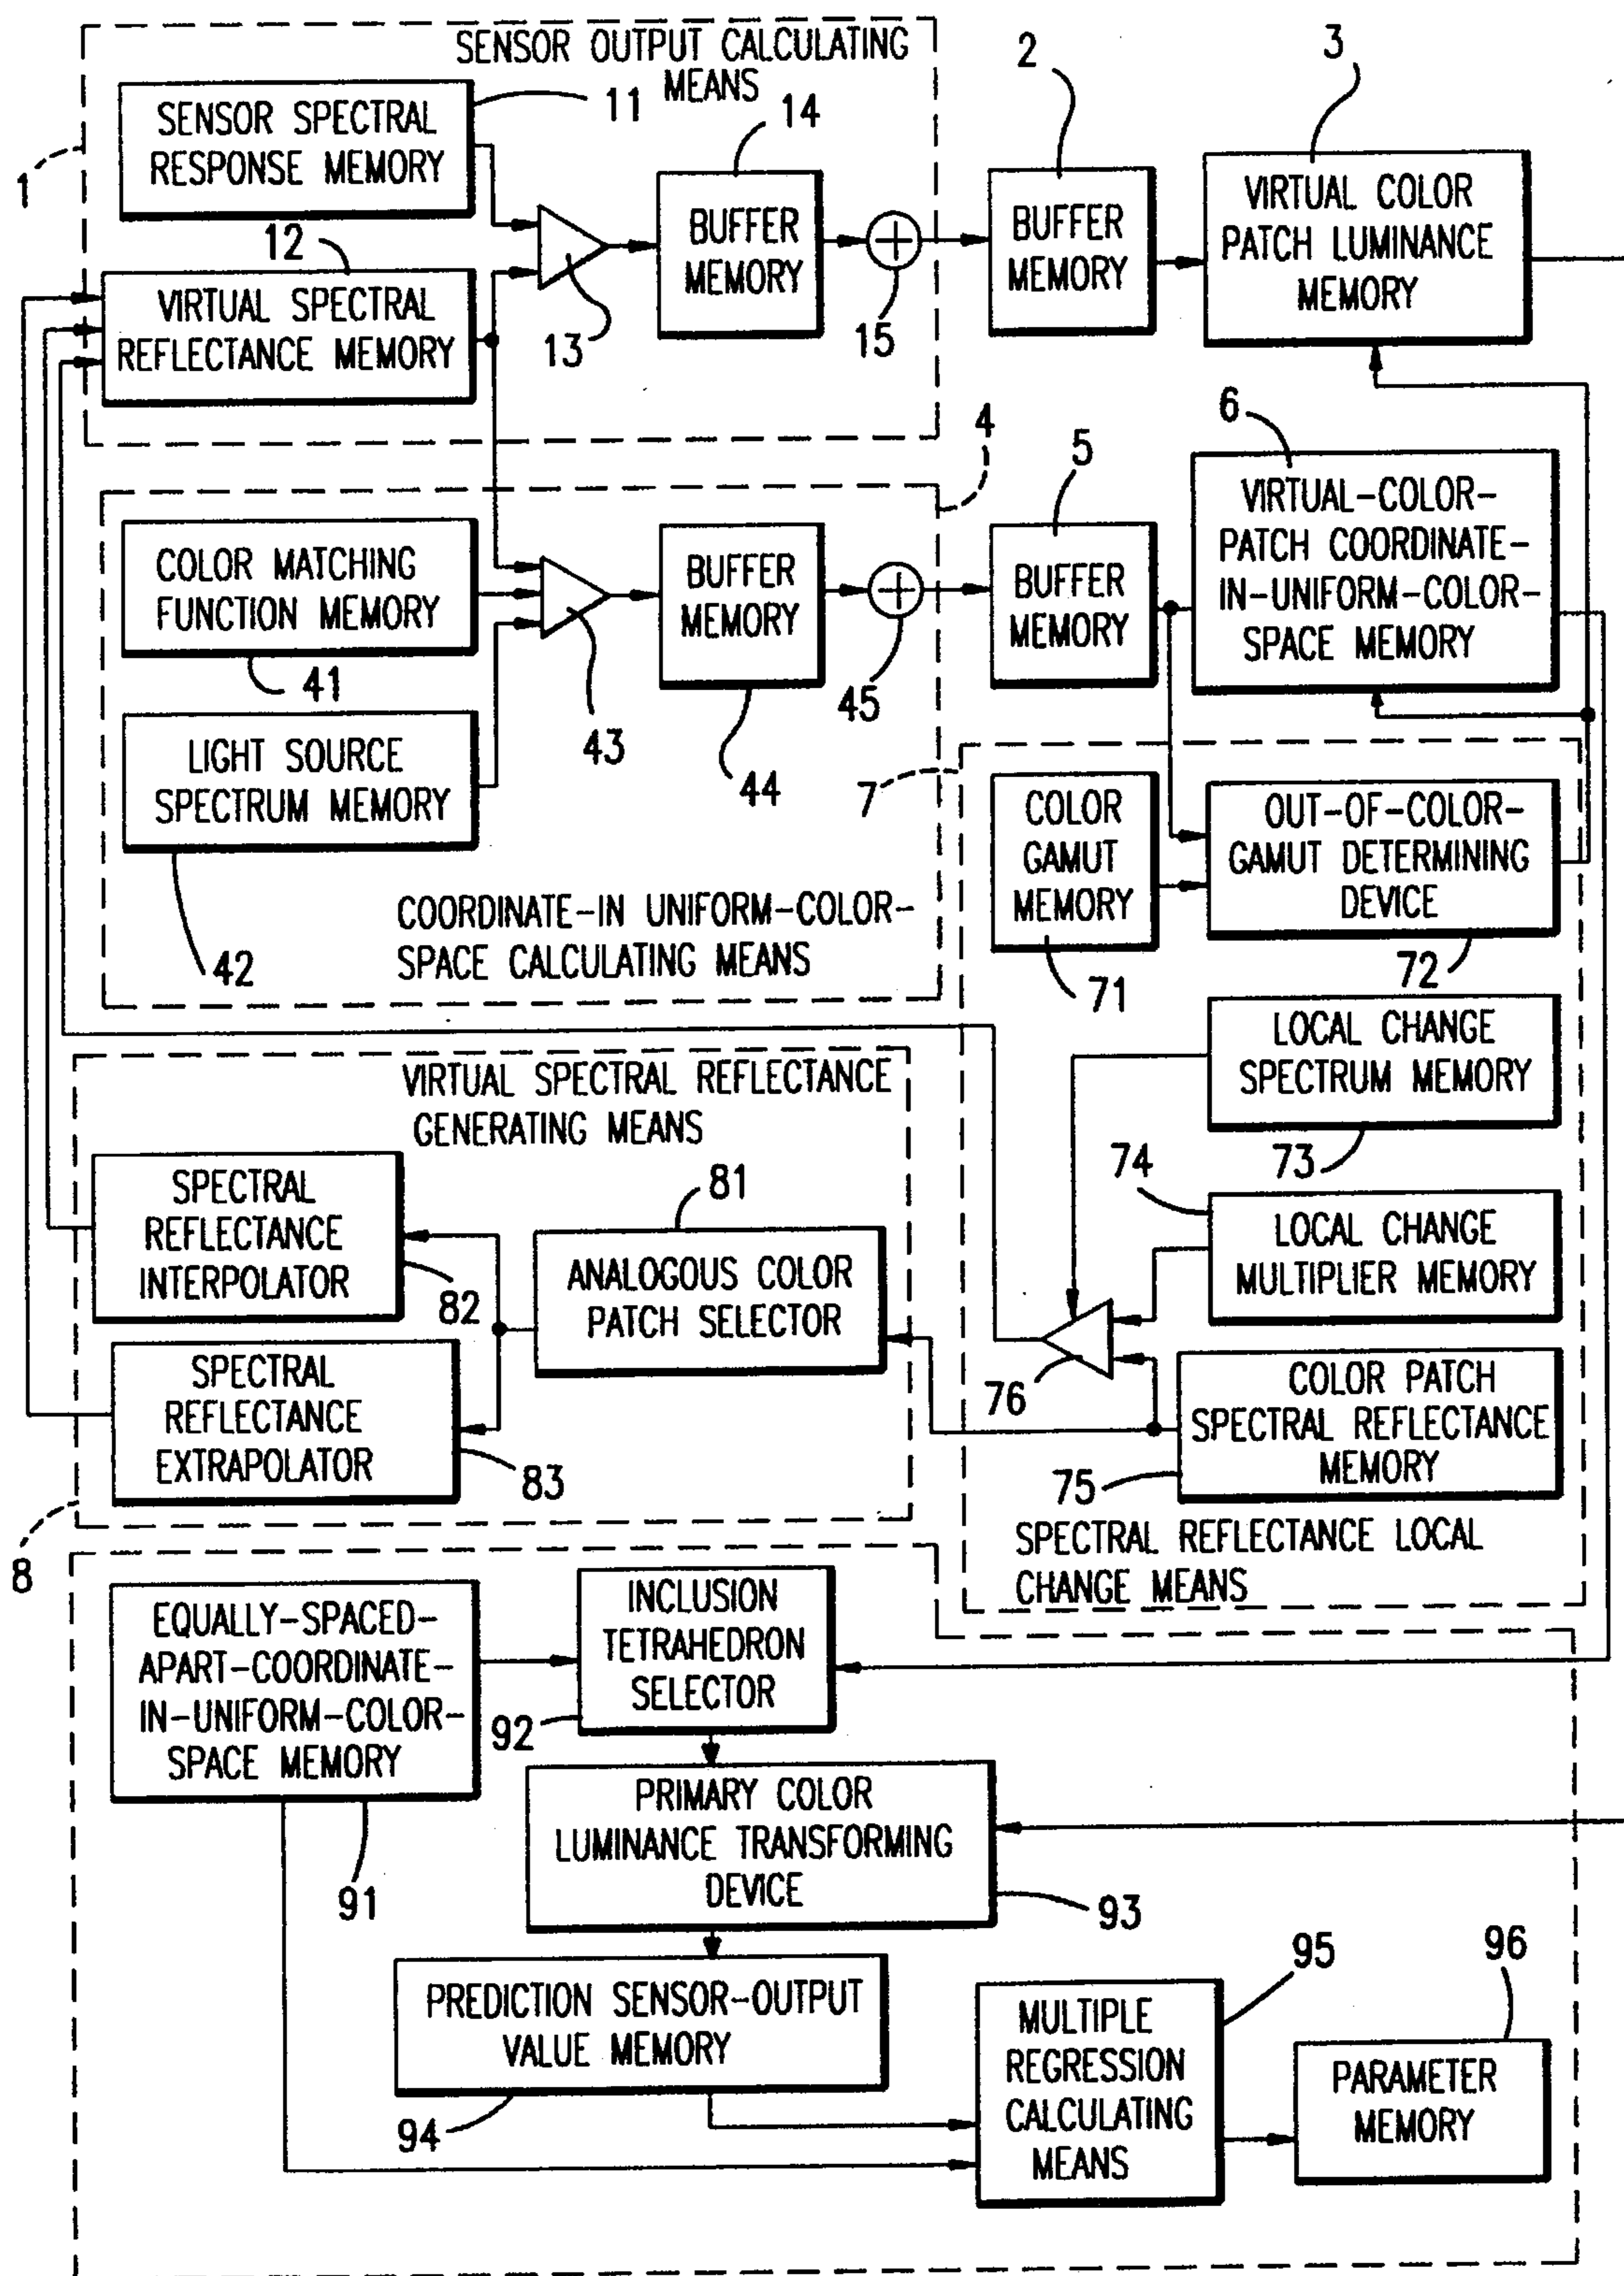 SENSOR OUTPUT CALCULATING
MEANS
1
SENSOR SPECTRAL
RESPONSE MEMORY
11
12
VIRTUAL SPECTRAL
REFLECTANCE MEMORY
13
14
BUFFER
MEMORY
15
2
BUFFER
MEMORY
3
VIRTUAL COLOR
PATCH LUMINANCE
MEMORY
4
COLOR MATCHING
FUNCTION MEMORY
41
LIGHT SOURCE
SPECTRUM MEMORY
42
43
BUFFER
MEMORY
44
45
COORDINATE-IN UNIFORM-COLOR-
SPACE CALCULATING MEANS
5
BUFFER
MEMORY
6
VIRTUAL-COLOR-
PATCH COORDINATE-
IN-UNIFORM-COLOR-
SPACE MEMORY
7
COLOR
GAMUT
MEMORY
71
OUT-OF-COLOR-
GAMUT DETERMINING
DEVICE
72
LOCAL CHANGE
SPECTRUM MEMORY
73
74
LOCAL CHANGE
MULTIPLIER MEMORY
76
COLOR PATCH
SPECTRAL REFLECTANCE
MEMORY
75
SPECTRAL REFLECTANCE LOCAL
CHANGE MEANS
VIRTUAL SPECTRAL REFLECTANCE
GENERATING MEANS
SPECTRAL
REFLECTANCE
INTERPOLATOR
82
81
ANALOGOUS COLOR
PATCH SELECTOR
SPECTRAL
REFLECTANCE
EXTRAPOLATOR
83
8
EQUALLY-SPACED-
APART-COORDINATE-
IN-UNIFORM-COLOR-
SPACE MEMORY
91
INCLUSION
TETRAHEDRON
SELECTOR
92
PRIMARY COLOR
LUMINANCE TRANSFORMING
DEVICE
93
PREDICTION SENSOR-OUTPUT
VALUE MEMORY
94
95
MULTIPLE
REGRESSION
CALCULATING
MEANS
96
PARAMETER
MEMORY